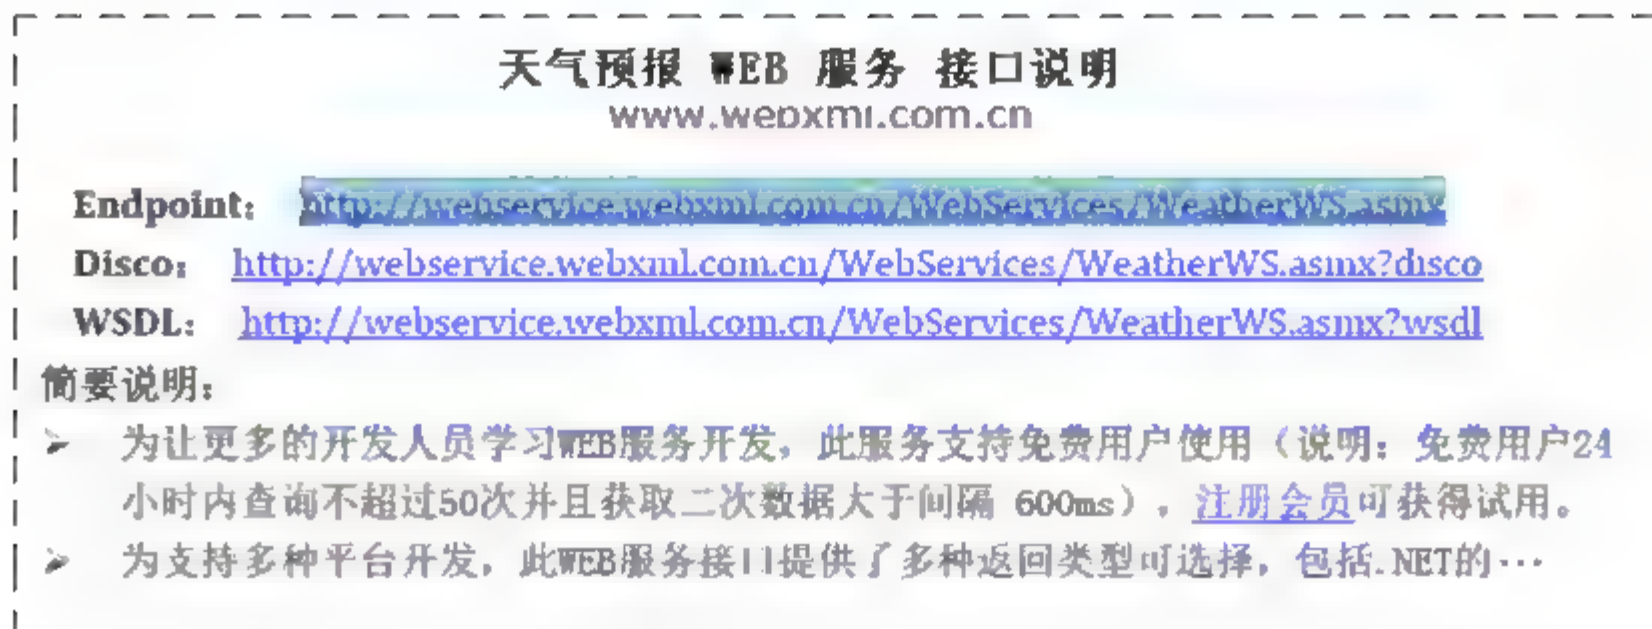 天气预报 WEB 服务 接口说明
www.webxml.com.cn
Endpoint: http://webservice.webxml.com.cn/WebServices/WeatherWS.asmx
Disco: http://webservice.webxml.com.cn/WebServices/WeatherWS.asmx?disco
WSDL: http://webservice.webxml.com.cn/WebServices/WeatherWS.asmx?wsdl
简要说明:
➢ 为让更多的开发人员学习WEB服务开发，此服务支持免费用户使用（说明：免费用户24
小时内查询不超过50次并且获取二次数据大于间隔 600ms），注册会员可获得试用。
➢ 为支持多种平台开发，此WEB服务接口提供了多种返回类型可选择，包括.NET的…